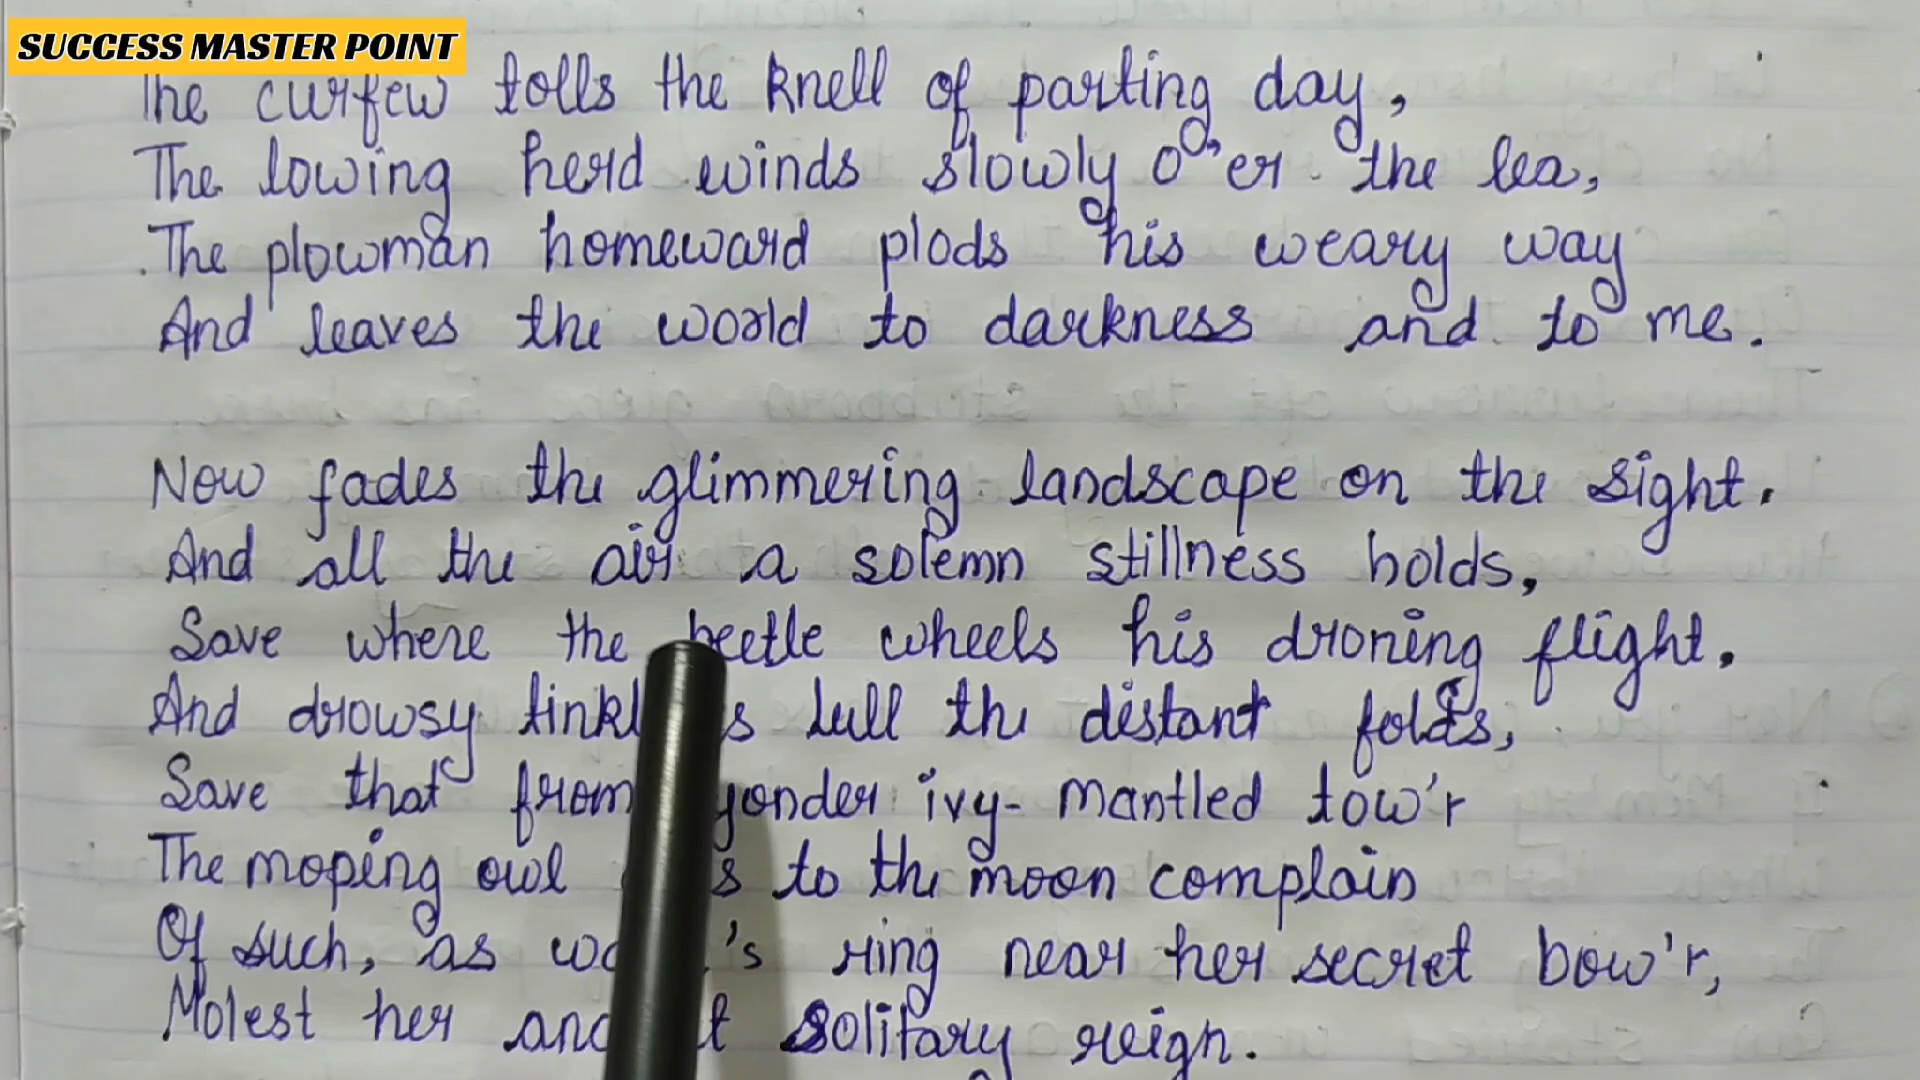 SUCCESS MASTER POINT
The curfew tolls the knell of parting day,
The lowing herd winds slowly o'er the lea,
The plowman homeward plods his weary way
And leaves the world to darkness and to me.
Now fades the glimmering landscape on the sight.
And all the air a solemn stillness holds,
Save where the beetle wheels his droning flight.
And drowsy lull the distant folds,
Save that from yonder ivy-mantled tow'r
The moping owl to the moon complain
Of such, as ring near her secret bow'r,
Molest her solitary reign.